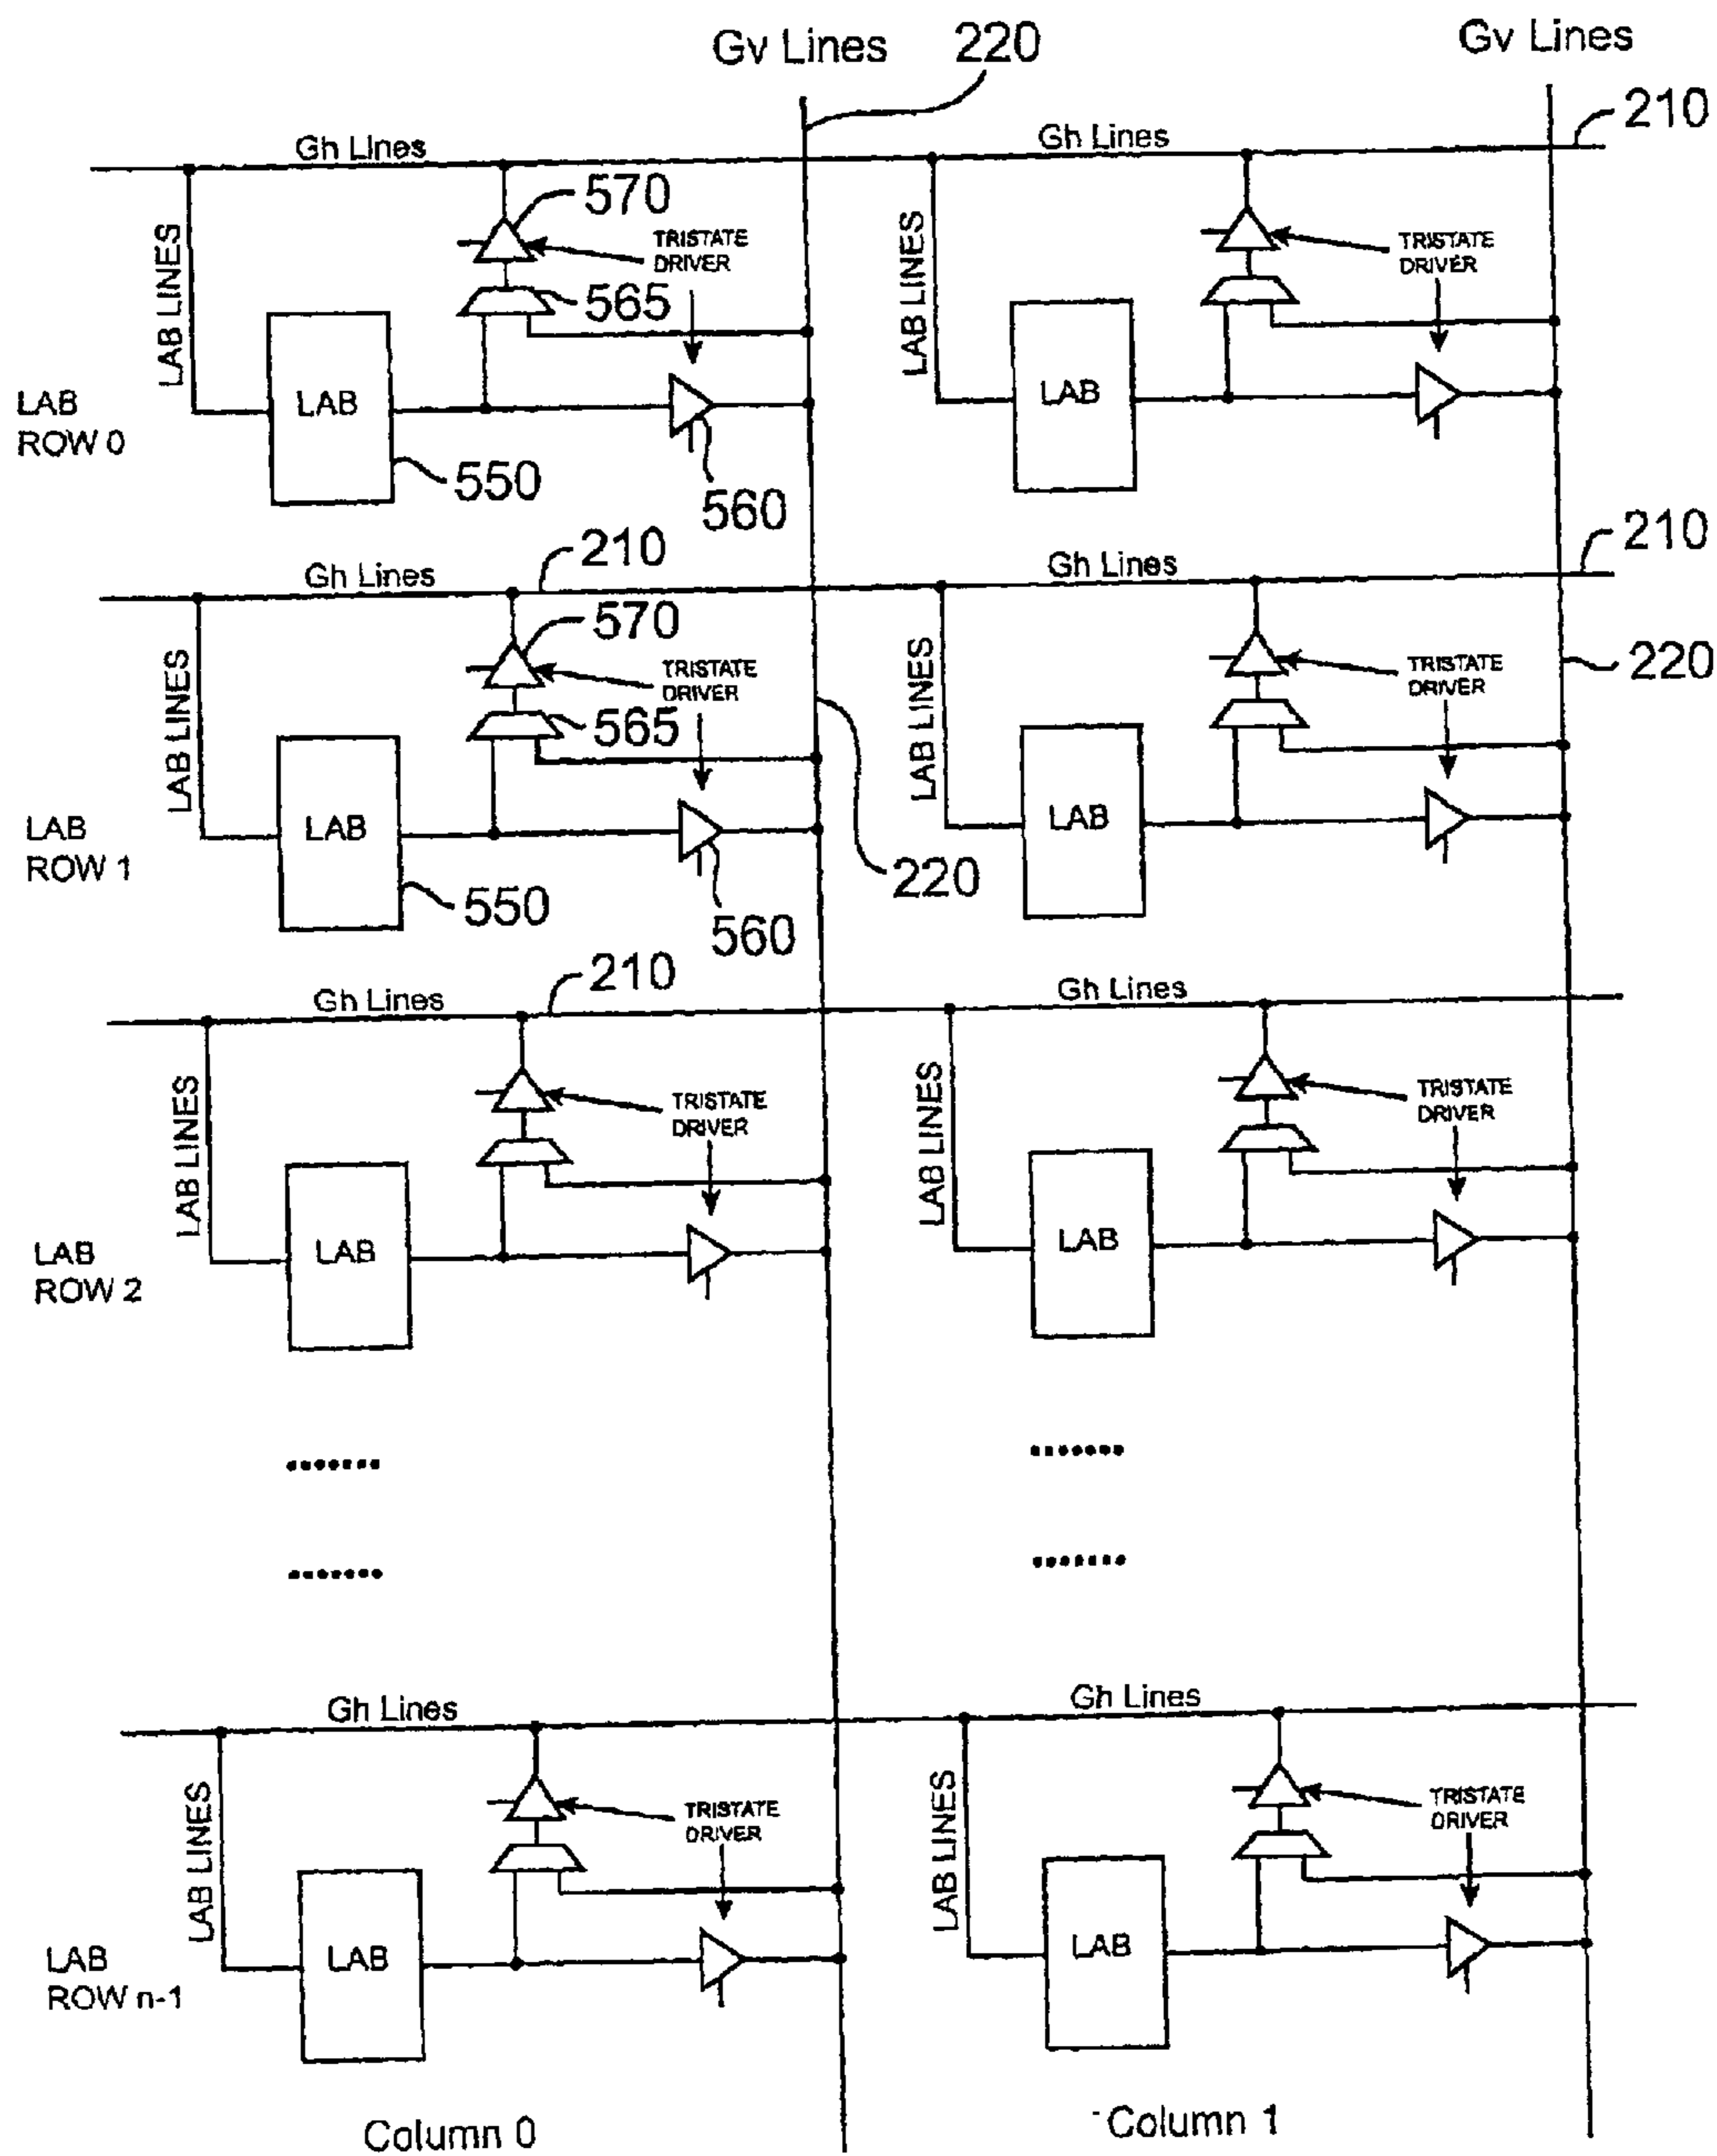 Gv Lines 220 Gv Lines
Gh Lines Gh Lines 210
LAB LINES 570 TRISTATE DRIVER LAB LINES TRISTATE DRIVER
565
LAB ROW 0 LAB LAB
550 560
210 210
Gh Lines Gh Lines
LAB LINES 570 TRISTATE DRIVER LAB LINES TRISTATE DRIVER 220
565
LAB ROW 1 LAB LAB
550 560 220
210
Gh Lines Gh Lines
LAB LINES TRISTATE DRIVER LAB LINES TRISTATE DRIVER
LAB ROW 2 LAB LAB
.......  .......
.......  .......
Gh Lines Gh Lines
LAB LINES TRISTATE DRIVER LAB LINES TRISTATE DRIVER
LAB ROW n-1 LAB LAB
Column 0 Column 1